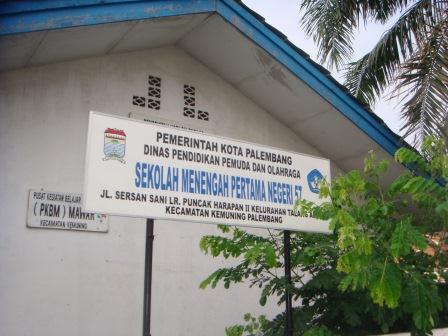 PEMERINTAH KOTA PALEMBANG
DINAS PENDIDIKAN PEMUDA DAN OLAHRAGA
SEKOLAH MENENGAH PERTAMA NEGERI 57
JL. SERSAN SANI LR. PUNCAK HARAPAN II KELURAHAN
KECAMATAN KEMUNING PALEMBANG
PUSAT KEGIATAN BELAJAR
( PKBM ) MAWAR
KECAMATAN KEMUNING